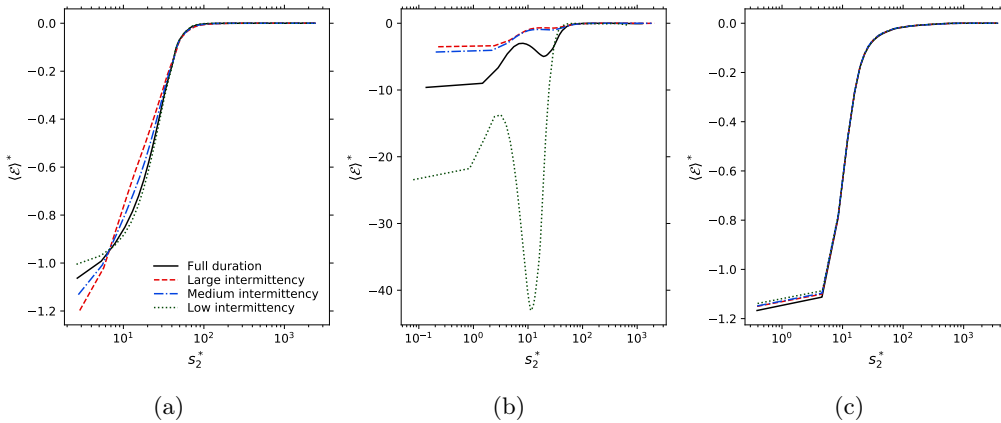 0.0
−0.2
−0.4
−0.6
−0.8
−1.0
−1.2
⟨ℰ⟩*
10¹ 10² 10³
s₂*
Full duration
Large intermittency
Medium intermittency
Low intermittency
(a)
0
−10
−20
−30
−40
⟨ℰ⟩*
10⁻¹ 10⁰ 10¹ 10² 10³
s₂*
(b)
0.0
−0.2
−0.4
−0.6
−0.8
−1.0
−1.2
⟨ℰ⟩*
10⁰ 10¹ 10² 10³
s₂*
(c)